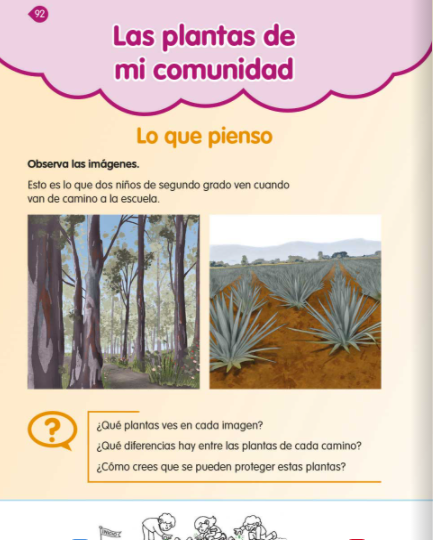 92
Las plantas de
mi comunidad
Lo que pienso
Observa las imágenes.
Esto es lo que dos niños de segundo grado ven cuando
van de camino a la escuela.
?
¿Qué plantas ves en cada imagen?
¿Qué diferencias hay entre las plantas de cada camino?
¿Cómo crees que se pueden proteger estas plantas?